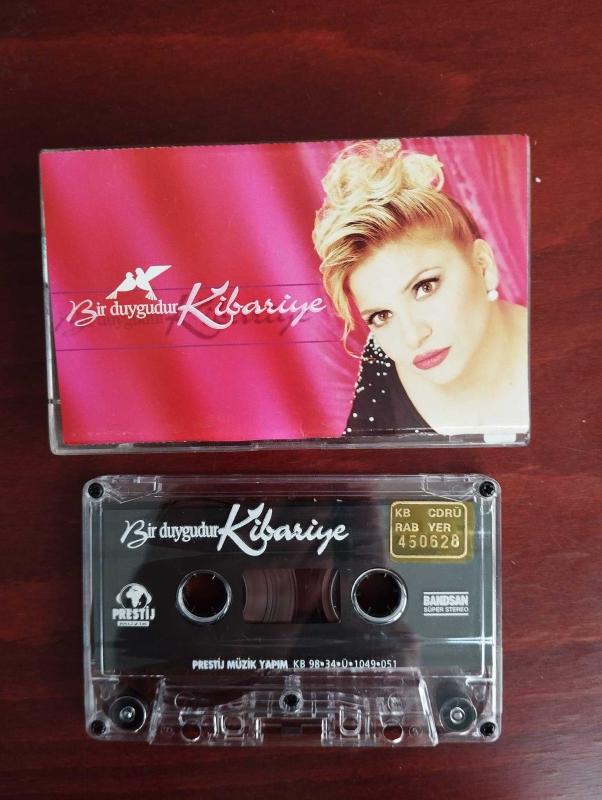 Bir duygudur Kibariye
Bir duygudur Kibariye
KB CDRÜ
RAB YER
450628
PRESTİJ
MÜZİK
BANDSAN
SÜPER STEREO
PRESTİJ MÜZİK YAPIM KB 98•34•Ü•1049•051